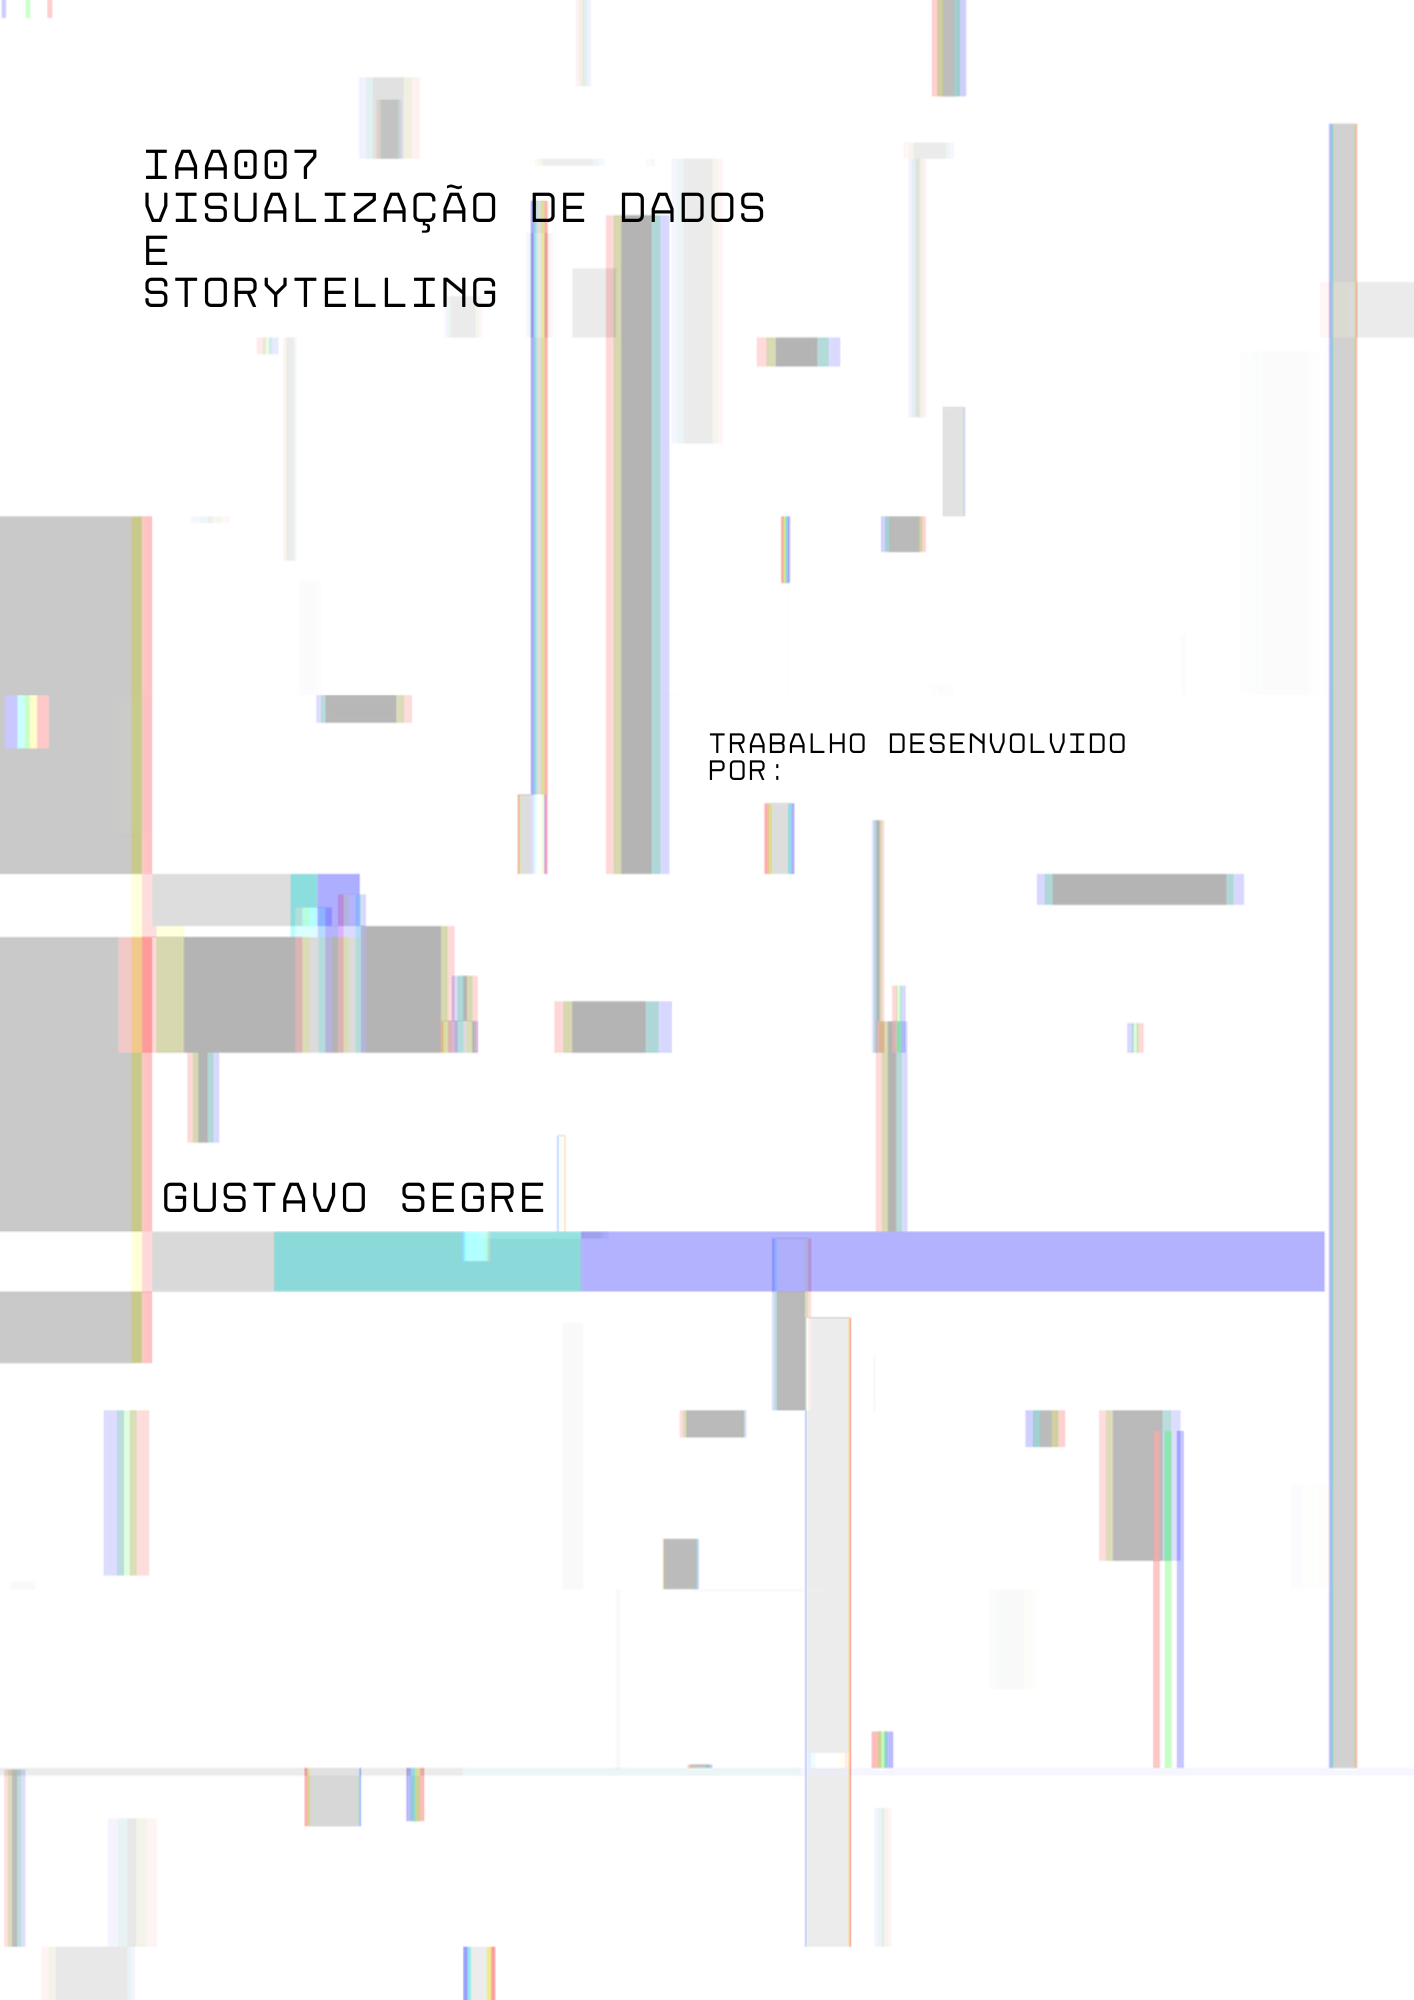 IAA007
VISUALIZAÇÃO DE DADOS
E
STORYTELLING
TRABALHO DESENVOLVIDO
POR:
GUSTAVO SEGRE